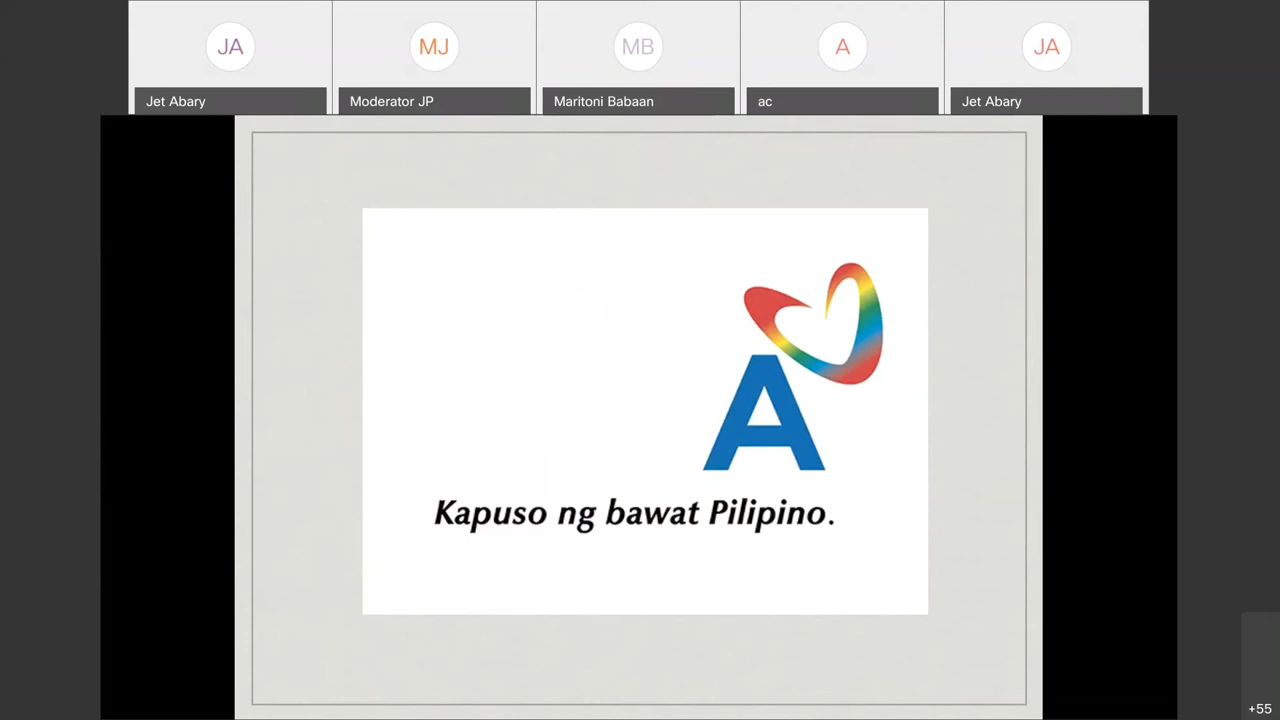 JA
MJ
MB
A
JA
Jet Abary
Moderator JP
Maritoni Babaan
ac
Jet Abary
A
Kapuso ng bawat Pilipino.
+55